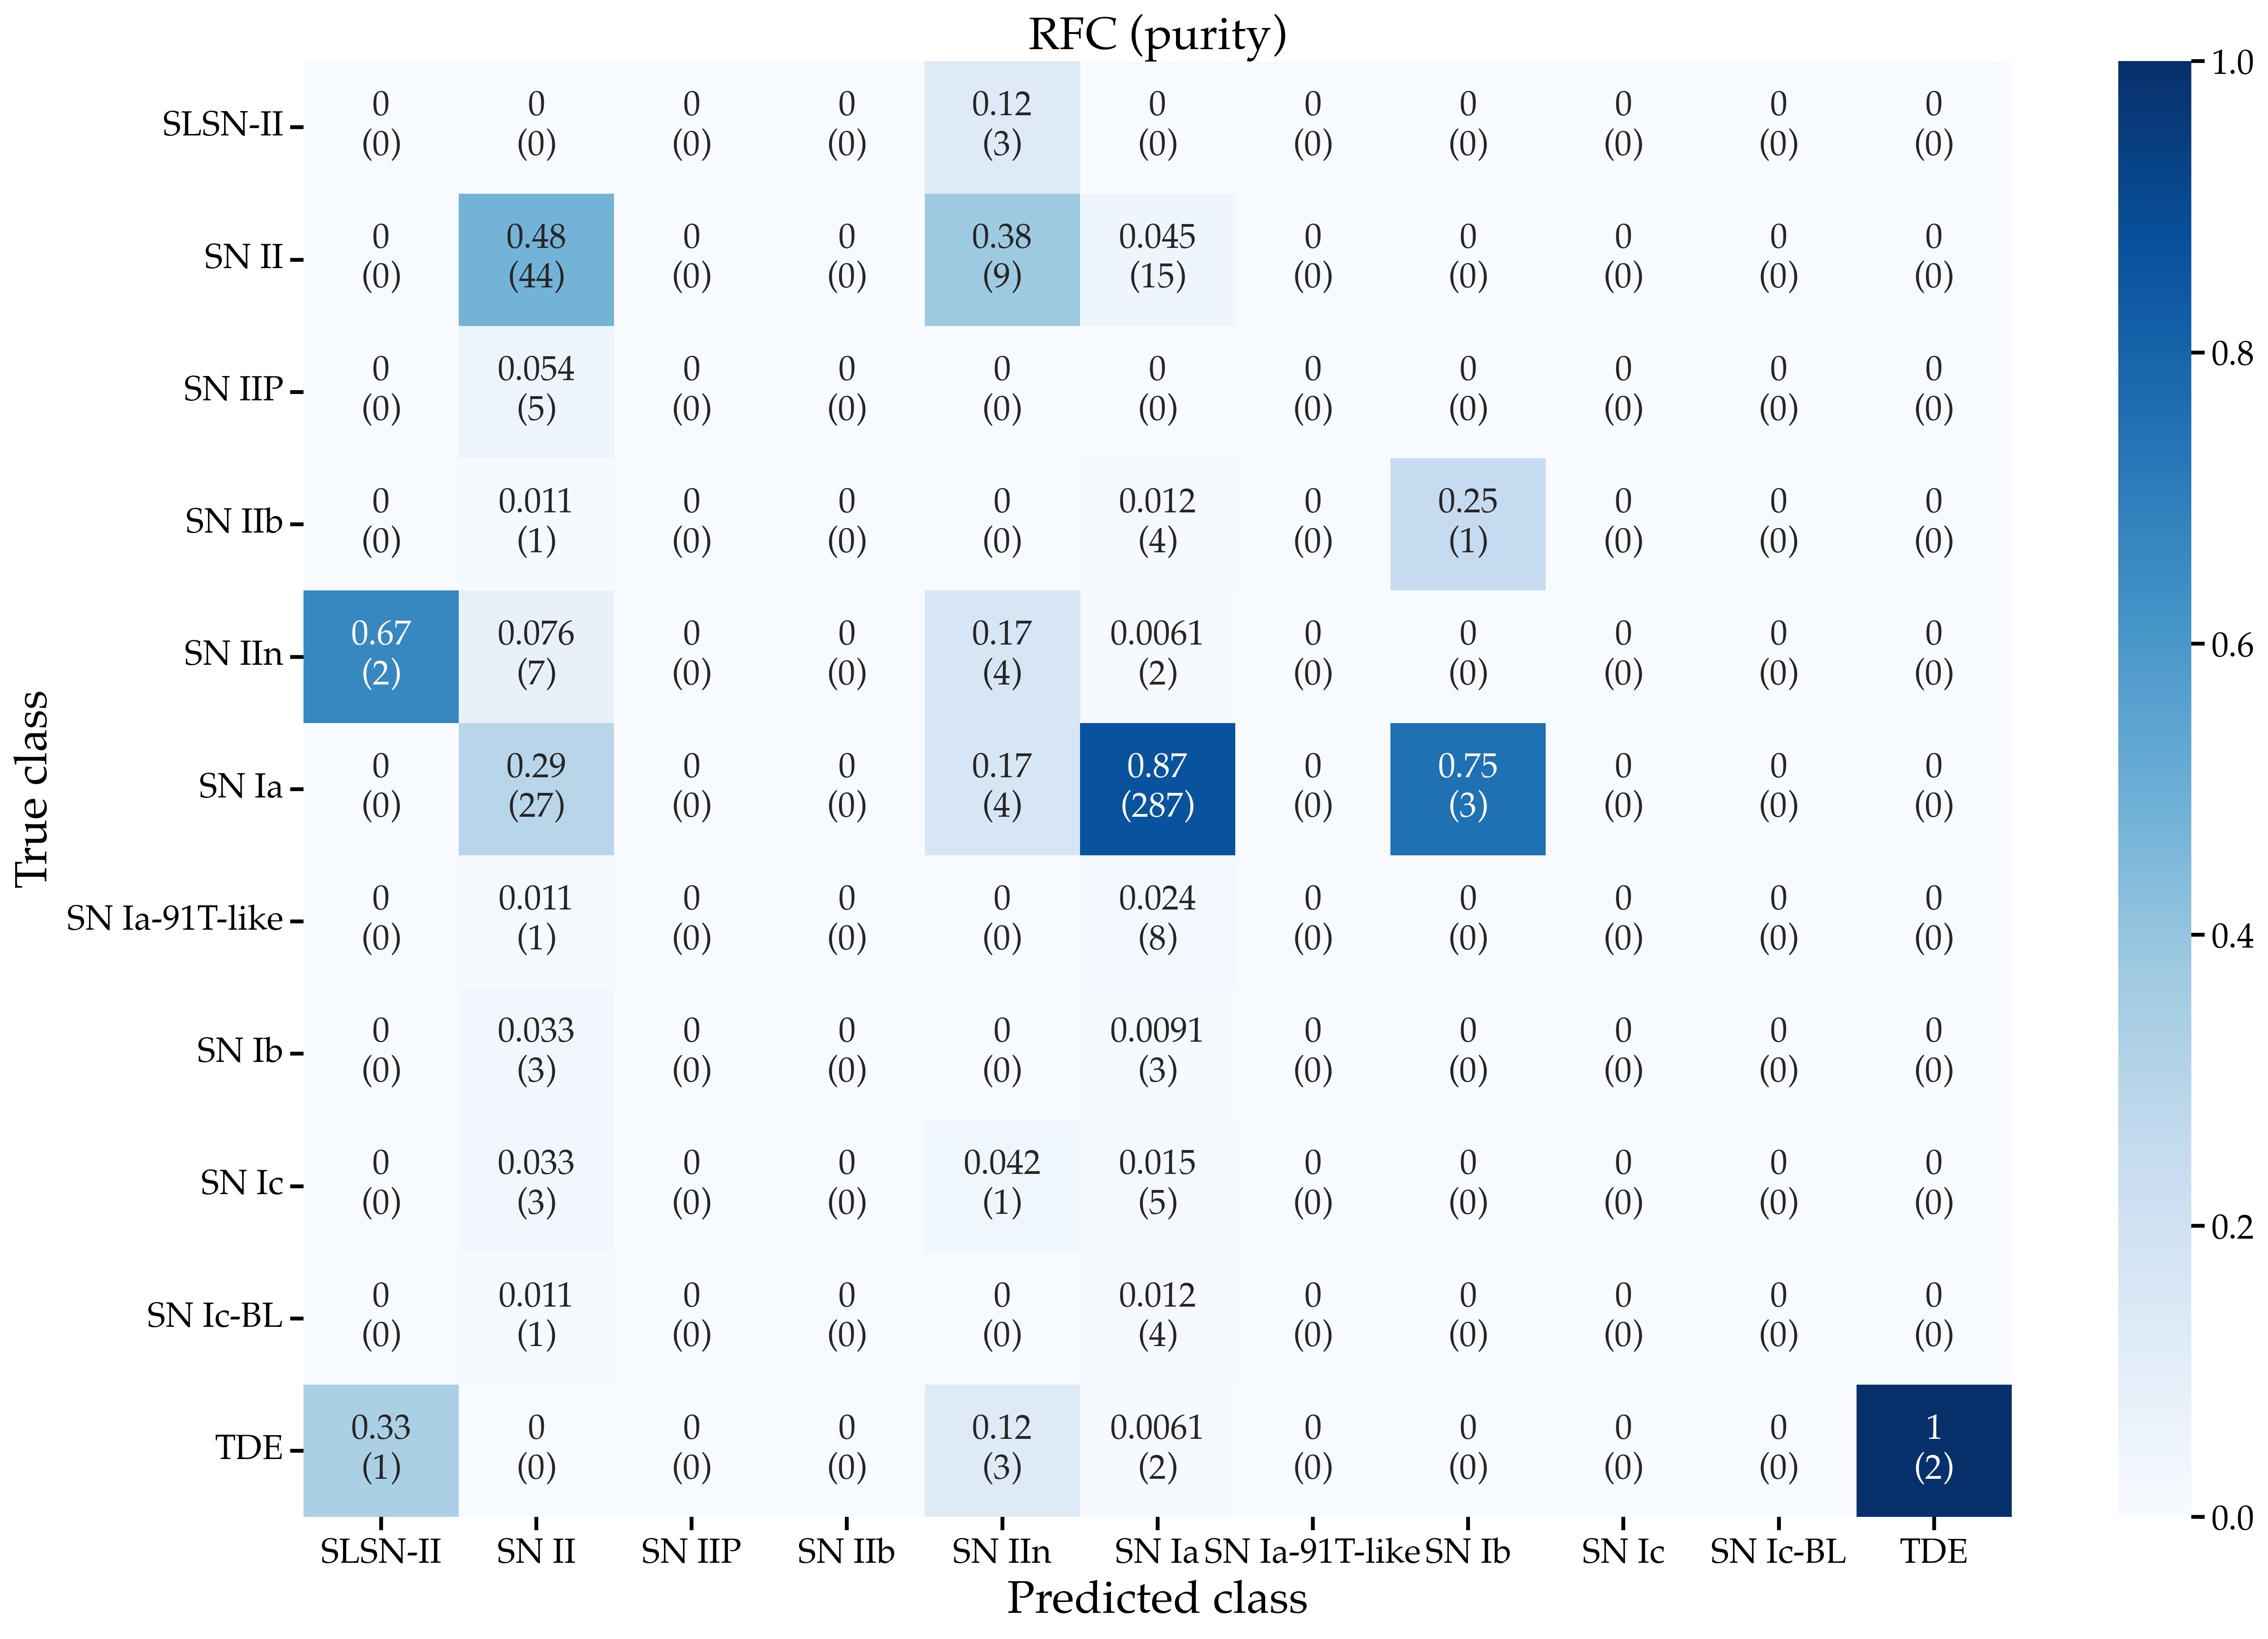 RFC (purity)
1.0
SLSN-II 0 0 0 0 0.12 0 0 0 0 0 0
(0) (0) (0) (0) (3) (0) (0) (0) (0) (0) (0)
SN II 0 0.48 0 0 0.38 0.045 0 0 0 0 0
(0) (44) (0) (0) (9) (15) (0) (0) (0) (0) (0)
0.8
SN IIP 0 0.054 0 0 0 0 0 0 0 0 0
(0) (5) (0) (0) (0) (0) (0) (0) (0) (0) (0)
SN IIb 0 0.011 0 0 0 0.012 0 0.25 0 0 0
(0) (1) (0) (0) (0) (4) (0) (1) (0) (0) (0)
SN IIn 0.67 0.076 0 0 0.17 0.0061 0 0 0 0 0
(2) (7) (0) (0) (4) (2) (0) (0) (0) (0) (0)
0.6
True class
SN Ia 0 0.29 0 0 0.17 0.87 0 0.75 0 0 0
(0) (27) (0) (0) (4) (287) (0) (3) (0) (0) (0)
SN Ia-91T-like 0 0.011 0 0 0 0.024 0 0 0 0 0
(0) (1) (0) (0) (0) (8) (0) (0) (0) (0) (0)
0.4
SN Ib 0 0.033 0 0 0 0.0091 0 0 0 0 0
(0) (3) (0) (0) (0) (3) (0) (0) (0) (0) (0)
SN Ic 0 0.033 0 0 0.042 0.015 0 0 0 0 0
(0) (3) (0) (0) (1) (5) (0) (0) (0) (0) (0)
0.2
SN Ic-BL 0 0.011 0 0 0 0.012 0 0 0 0 0
(0) (1) (0) (0) (0) (4) (0) (0) (0) (0) (0)
TDE 0.33 0 0 0 0.12 0.0061 0 0 0 0 1
(1) (0) (0) (0) (3) (2) (0) (0) (0) (0) (2)
0.0
SLSN-II SN II SN IIP SN IIb SN IIn SN Ia SN Ia-91T-like SN Ib SN Ic SN Ic-BL TDE
Predicted class